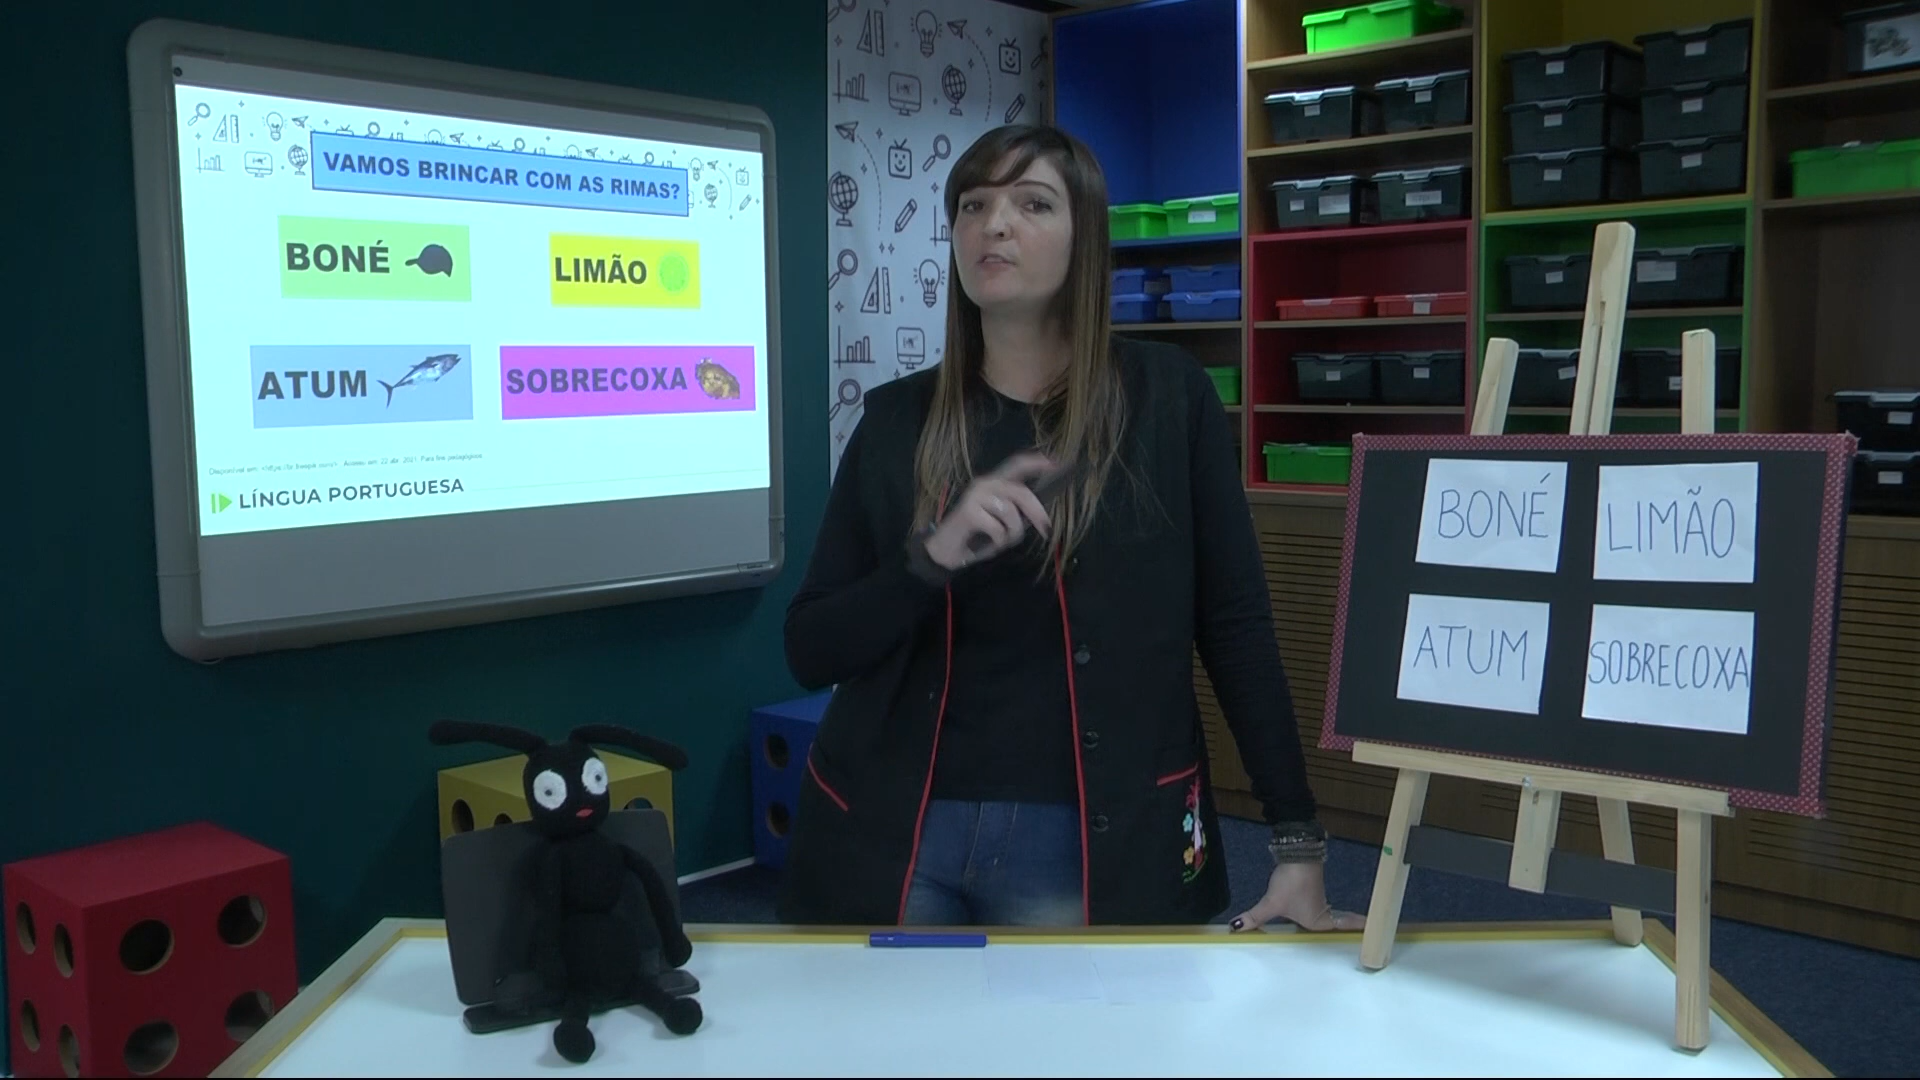 VAMOS BRINCAR COM AS RIMAS?
BONÉ
LIMÃO
ATUM
SOBRECOXA
LÍNGUA PORTUGUESA
BONÉ
LIMÃO
ATUM
SOBRECOXA